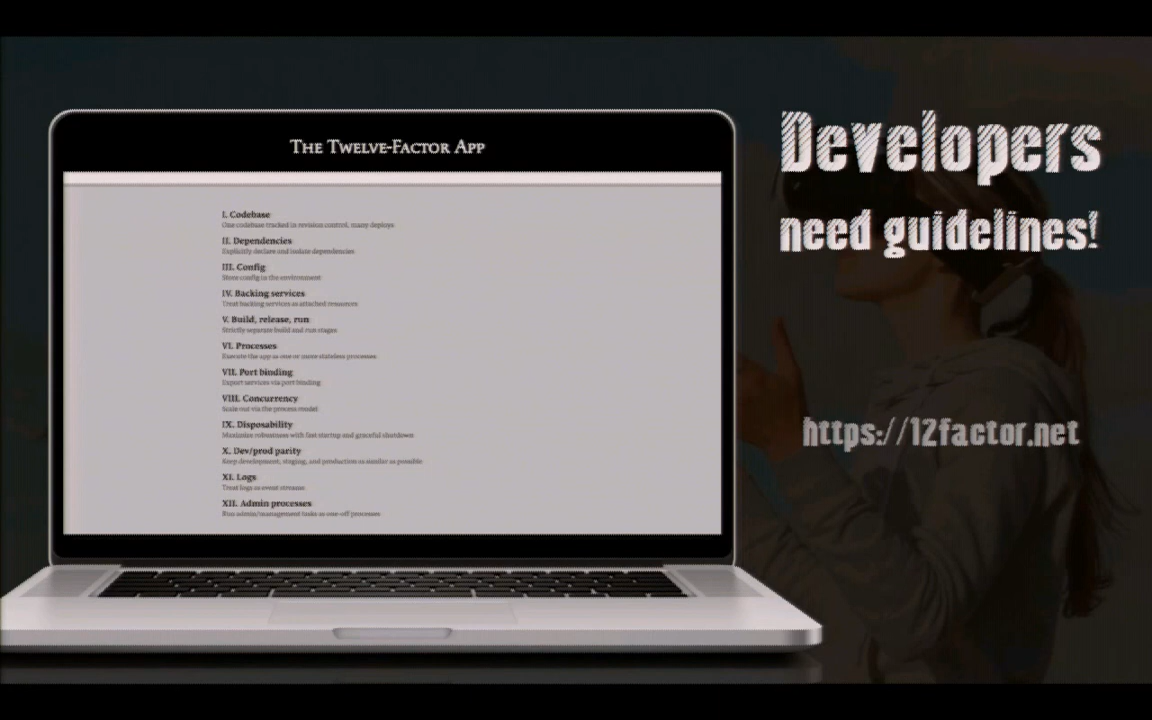 THE TWELVE-FACTOR APP
I. Codebase
One codebase tracked in revision control, many deploys
II. Dependencies
Explicitly declare and isolate dependencies
III. Config
Store config in the environment
IV. Backing services
Treat backing services as attached resources
V. Build, release, run
Strictly separate build and run stages
VI. Processes
Execute the app as one or more stateless processes
VII. Port binding
Export services via port binding
VIII. Concurrency
Scale out via the process model
IX. Disposability
Maximize robustness with fast startup and graceful shutdown
X. Dev/prod parity
Keep development, staging, and production as similar as possible
XI. Logs
Treat logs as event streams
XII. Admin processes
Run admin/management tasks as one-off processes
Developers
need guidelines!
https://12factor.net